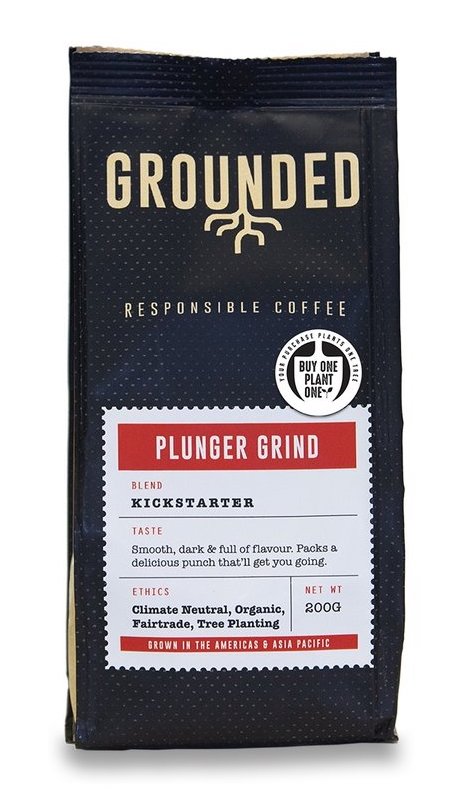 GROUNDED
RESPONSIBLE COFFEE
YOUR PURCHASE PLANTS ONE TREE
BUY ONE
PLANT
ONE
PLUNGER GRIND
BLEND
KICKSTARTER
TASTE
Smooth, dark & full of flavour. Packs a
delicious punch that'll get you going.
ETHICS
Climate Neutral, Organic,
Fairtrade, Tree Planting
NET WT
200G
GROWN IN THE AMERICAS & ASIA PACIFIC